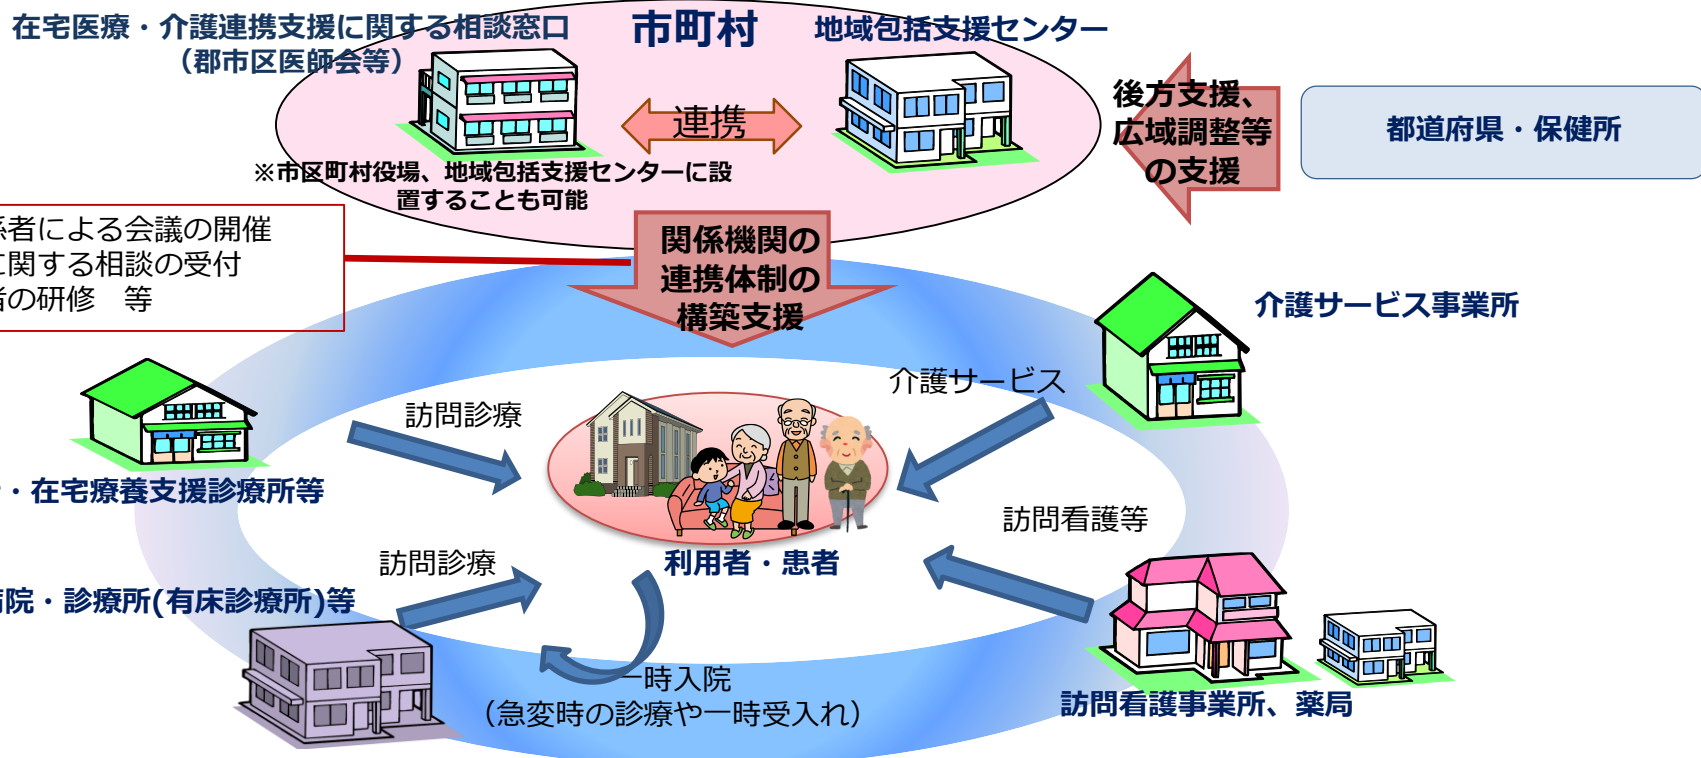 在宅医療・介護連携支援に関する相談窓口
（郡市区医師会等）
市町村
地域包括支援センター
連携
※市区町村役場、地域包括支援センターに設
置することも可能
後方支援、
広域調整等
の支援
都道府県・保健所
係者による会議の開催
に関する相談の受付
者の研修　等
関係機関の
連携体制の
構築支援
介護サービス事業所
介護サービス
訪問診療
・在宅療養支援診療所等
訪問看護等
利用者・患者
訪問診療
病院・診療所(有床診療所)等
一時入院
（急変時の診療や一時受入れ）
訪問看護事業所、薬局